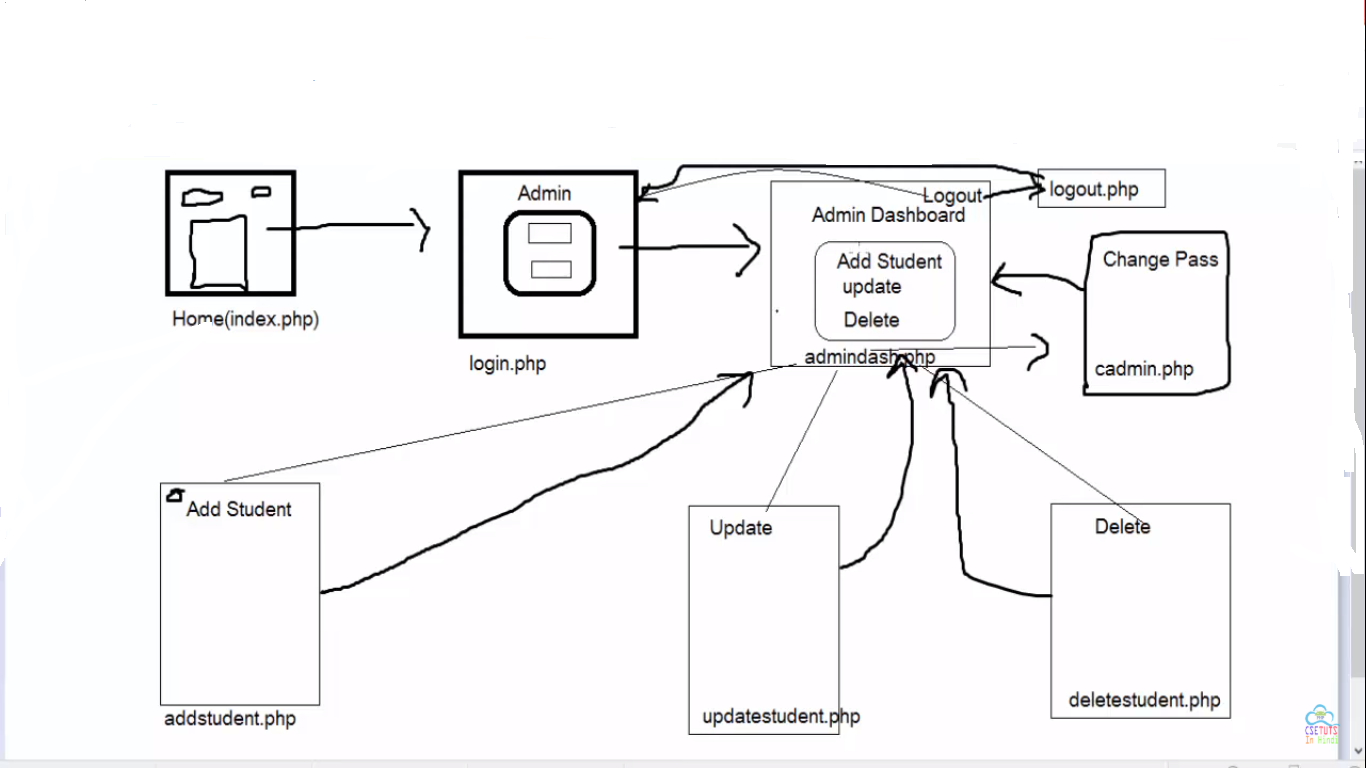 Admin
Logout
logout.php
Admin Dashboard
Add Student
update
Delete
Change Pass
Home(index.php)
login.php
admindash.php
cadmin.php
Add Student
Update
Delete
addstudent.php
updatestudent.php
deletestudent.php
CSETUTS
In Hindi